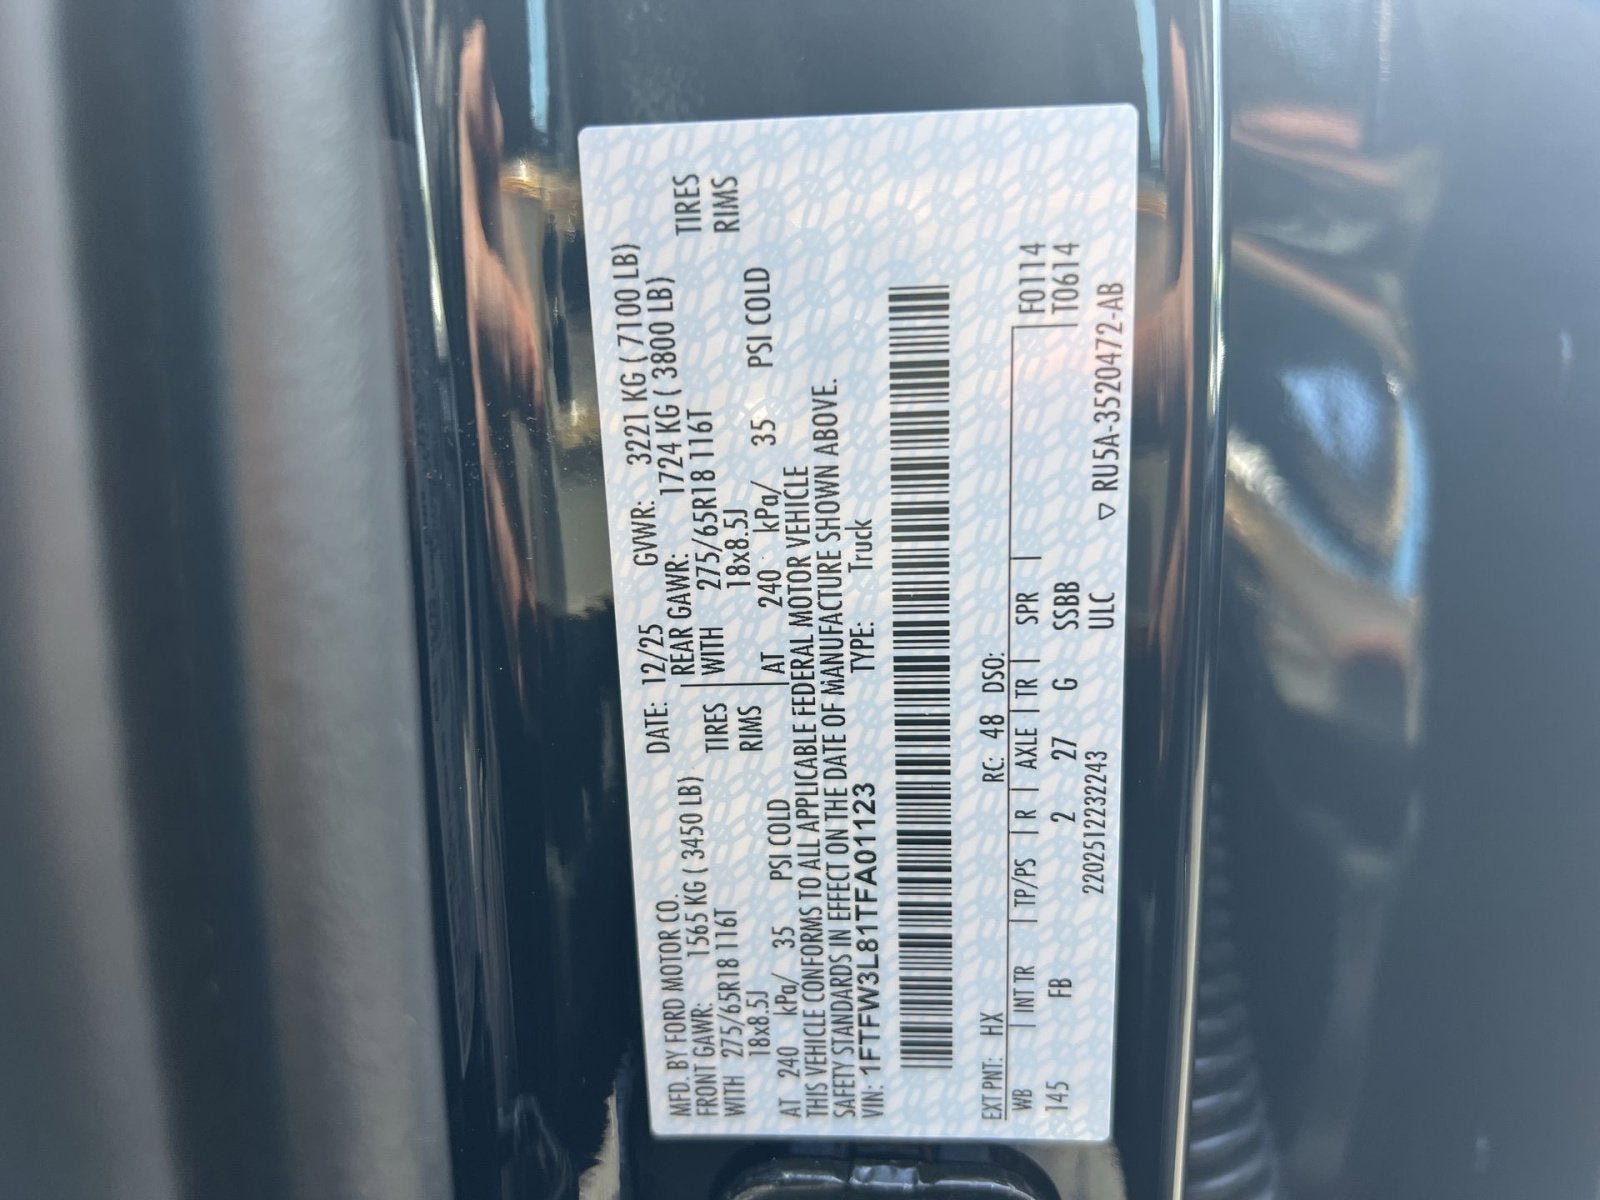 MFD. BY FORD MOTOR CO. DATE: 12/25 GVWR: 3221 KG ( 7100 LB)
FRONT GAWR: 1565 KG ( 3450 LB) REAR GAWR: 1724 KG ( 3800 LB)
WITH 275/65R18 116T TIRES WITH 275/65R18 116T TIRES
18x8.5J RIMS 18x8.5J RIMS
AT 240 kPa/ 35 PSI COLD AT 240 kPa/ 35 PSI COLD
THIS VEHICLE CONFORMS TO ALL APPLICABLE FEDERAL MOTOR VEHICLE
SAFETY STANDARDS IN EFFECT ON THE DATE OF MANUFACTURE SHOWN ABOVE.
VIN: 1FTFW3L81TFA01123 TYPE: Truck
EXT PNT: HX RC: 48 DSO:
WB INT TR TP/PS R AXLE TR SPR F0114
145 FB 2 27 G SSBB T0614
2202512232243 ULC ▽ RU5A-3520472-AB